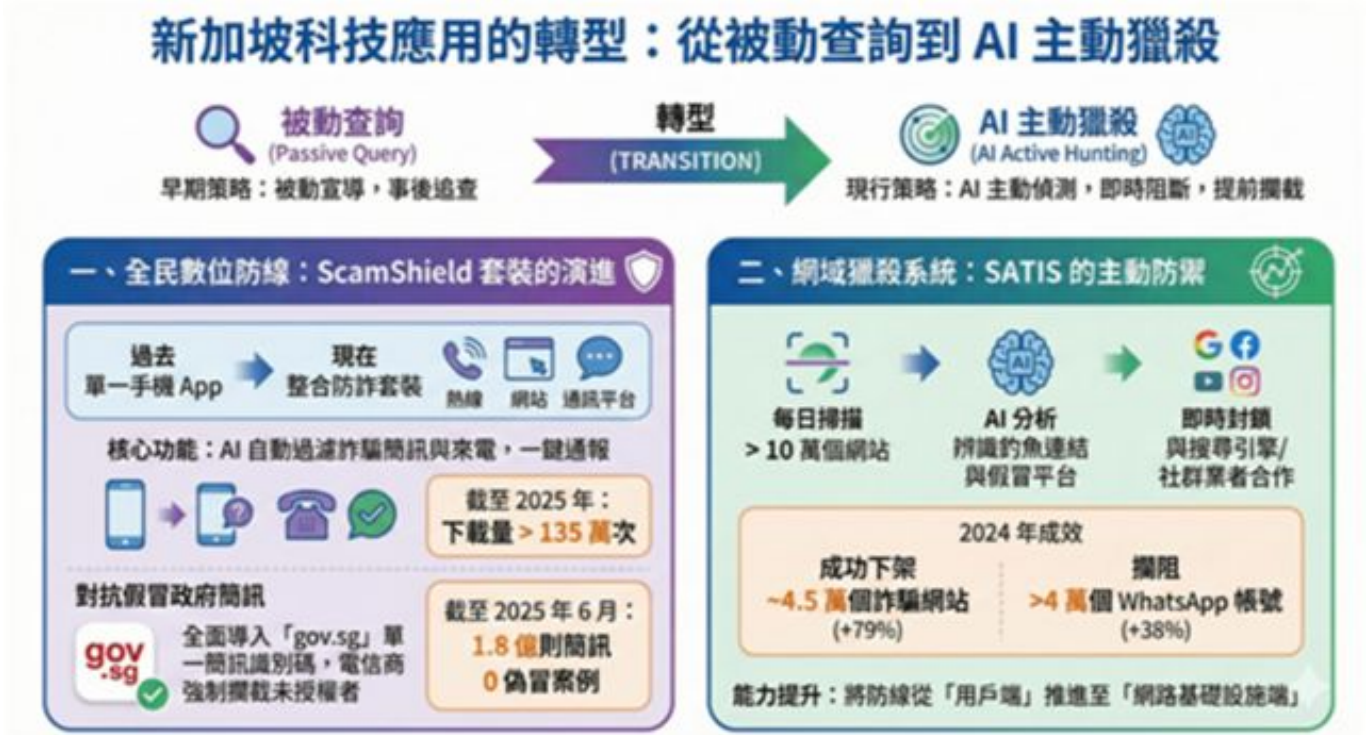 新加坡科技應用的轉型：從被動查詢到 AI 主動獵殺
被動查詢
(Passive Query)
早期策略：被動宣導，事後追查
轉型
(TRANSITION)
AI 主動獵殺
(AI Active Hunting)
AI
現行策略：AI 主動偵測，即時阻斷，提前攔截
一、全民數位防線：ScamShield 套裝的演進
過去
單一手機 App
現在
整合防詐套裝
熱線
網站
通訊平台
核心功能：AI 自動過濾詐騙簡訊與來電，一鍵通報
截至 2025 年：
下載量 > 135 萬次
對抗假冒政府簡訊
gov
.sg
全面導入「gov.sg」單
一簡訊識別碼，電信商
強制攔截未授權者
截至 2025 年 6 月：
1.8 億則簡訊
0 偽冒案例
二、網域獵殺系統：SATIS 的主動防禦
每日掃描
> 10 萬個網站
AI
AI 分析
辨識釣魚連結
與假冒平台
G
即時封鎖
與搜尋引擎/
社群業者合作
2024 年成效
成功下架
~4.5 萬個詐騙網站
(+79%)
攔阻
>4 萬個 WhatsApp 帳號
(+38%)
能力提升：將防線從「用戶端」推進至「網路基礎設施端」